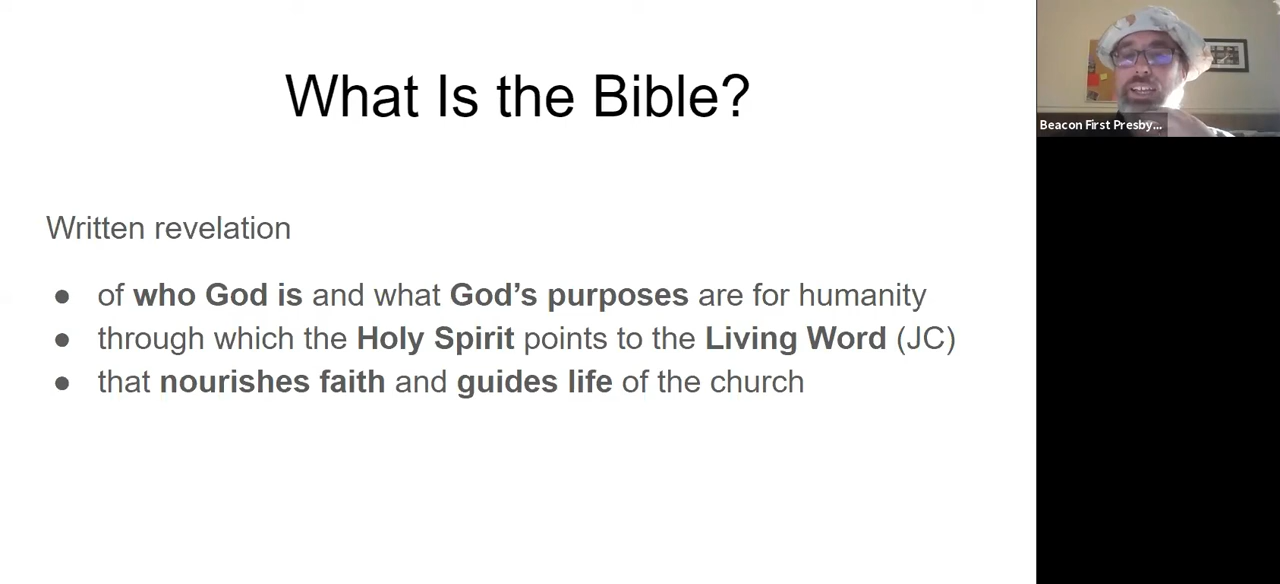 What Is the Bible?
Beacon First Presby...
Written revelation
● of who God is and what God’s purposes are for humanity
● through which the Holy Spirit points to the Living Word (JC)
● that nourishes faith and guides life of the church